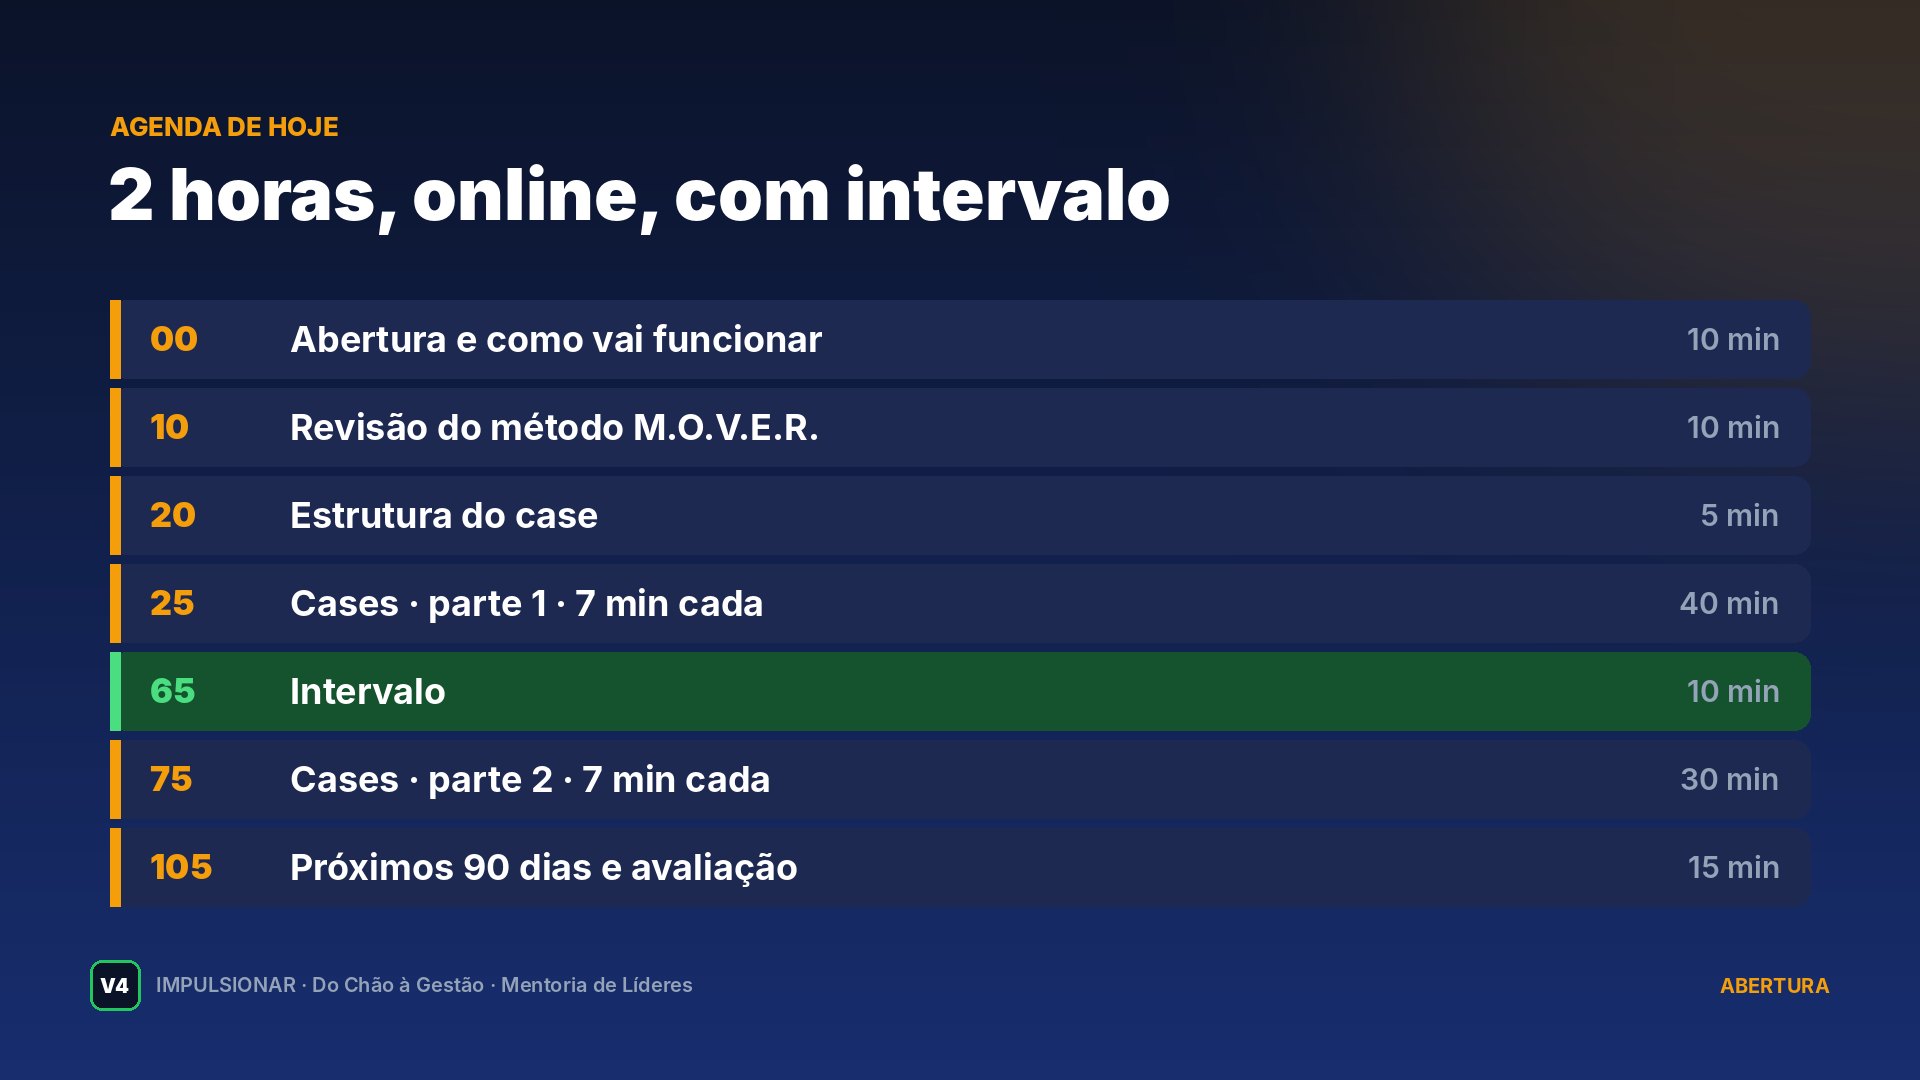 AGENDA DE HOJE
2 horas, online, com intervalo
00 Abertura e como vai funcionar 10 min
10 Revisão do método M.O.V.E.R. 10 min
20 Estrutura do case 5 min
25 Cases · parte 1 · 7 min cada 40 min
65 Intervalo 10 min
75 Cases · parte 2 · 7 min cada 30 min
105 Próximos 90 dias e avaliação 15 min
V4 IMPULSIONAR · Do Chão à Gestão · Mentoria de Líderes ABERTURA